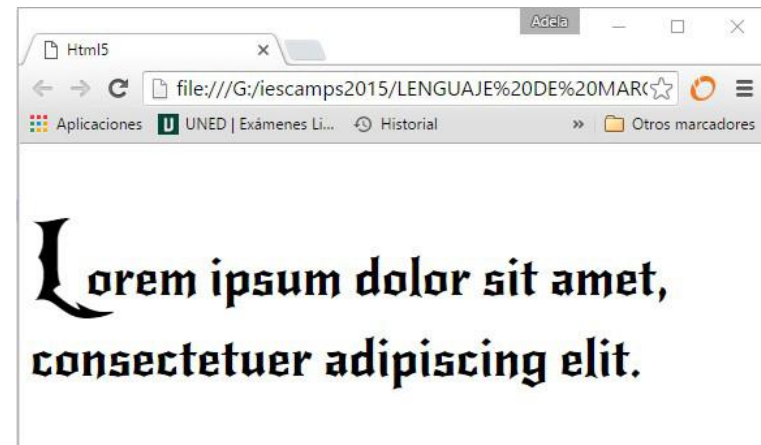 Adela
Html5
file:///G:/iescamps2015/LENGUAJE%20DE%20MAR
Aplicaciones UNED | Exámenes Li... Historial » Otros marcadores
Lorem ipsum dolor sit amet,
consectetuer adipiscing elit.